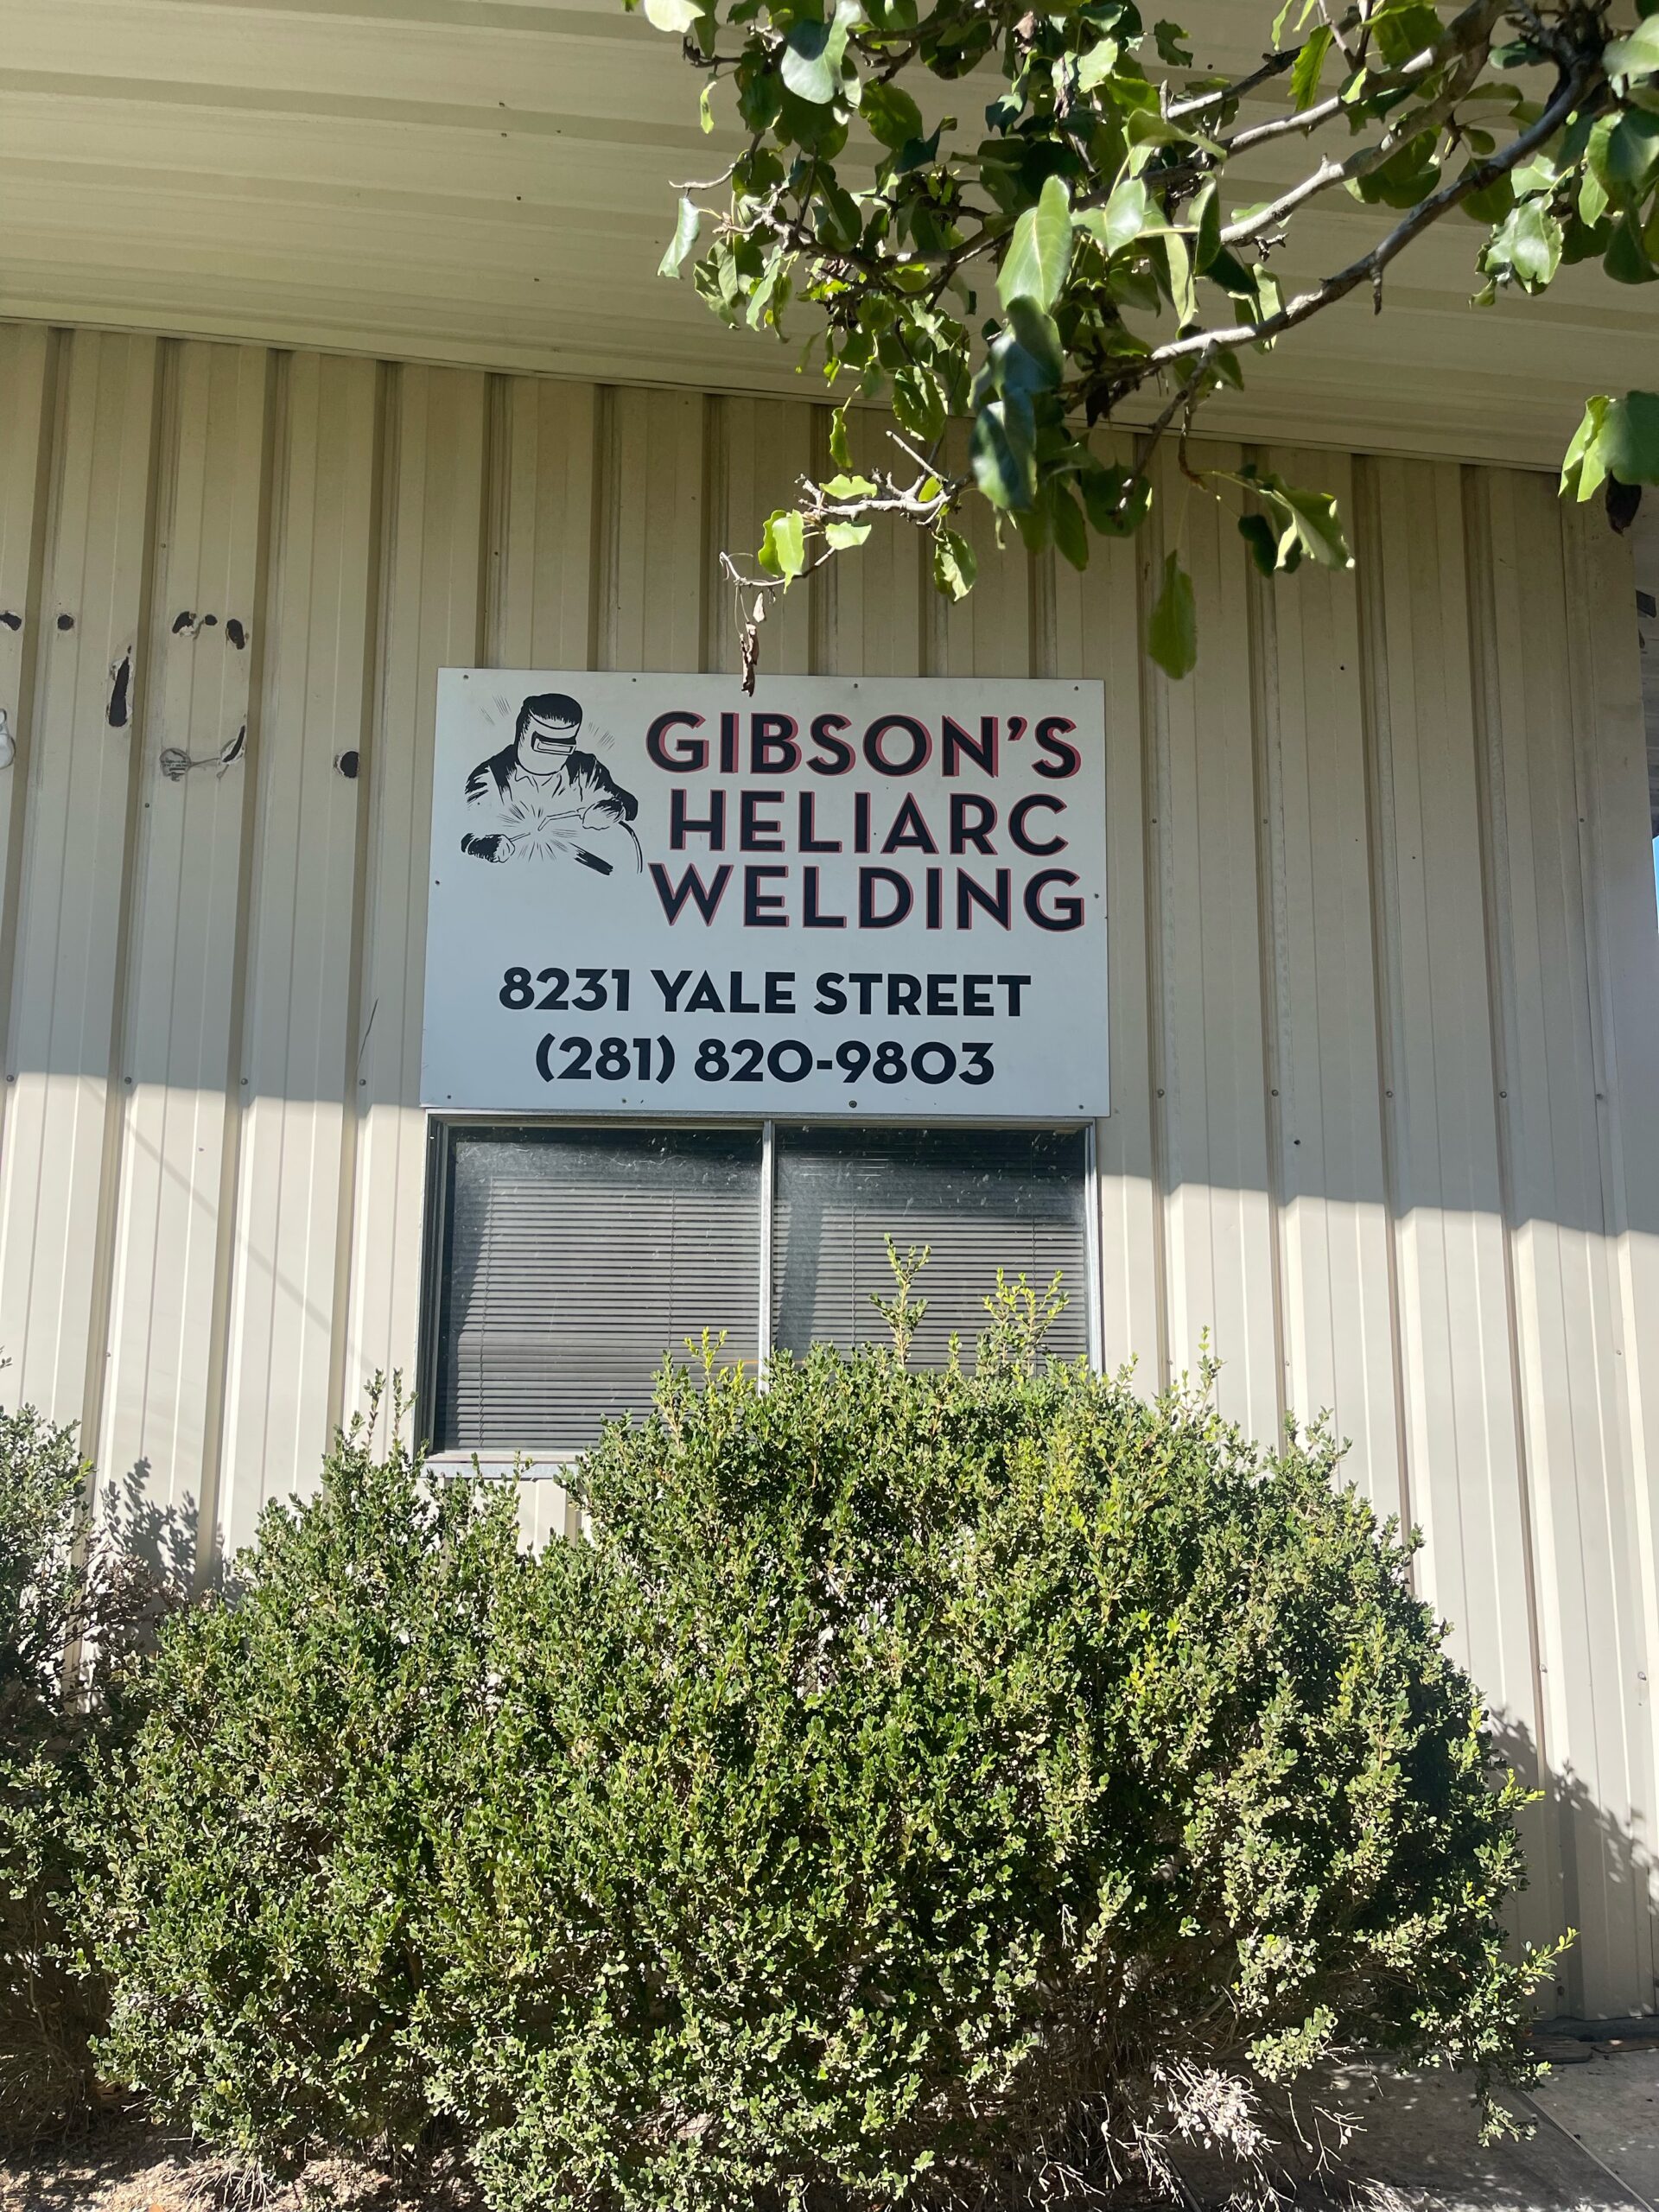 GIBSON'S
HELIARC
WELDING
8231 YALE STREET
(281) 820-9803